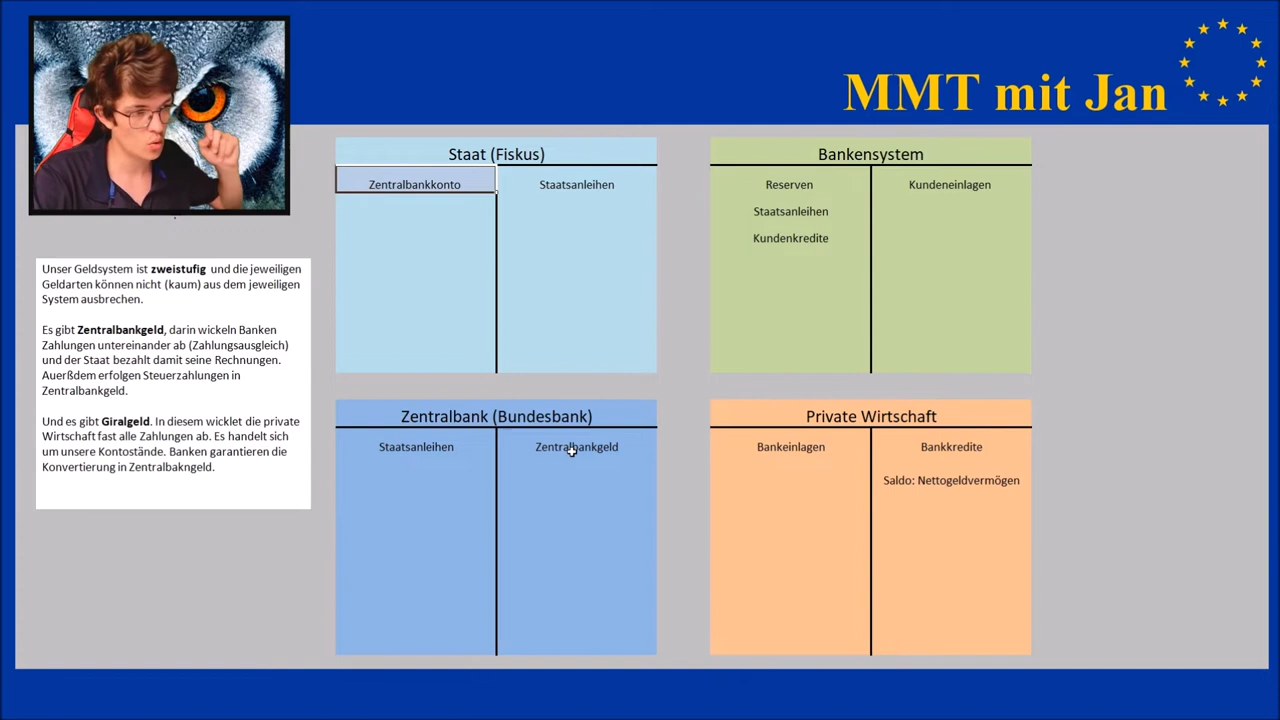 MMT mit Jan
Unser Geldsystem ist zweistufig und die jeweiligen
Geldarten können nicht (kaum) aus dem jeweiligen
System ausbrechen.
Es gibt Zentralbankgeld, darin wickeln Banken
Zahlungen untereinander ab (Zahlungsausgleich)
und der Staat bezahlt damit seine Rechnungen.
Auerßdem erfolgen Steuerzahlungen in
Zentralbankgeld.
Und es gibt Giralgeld. In diesem wicklet die private
Wirtschaft fast alle Zahlungen ab. Es handelt sich
um unsere Kontostände. Banken garantieren die
Konvertierung in Zentralbakngeld.
Staat (Fiskus)
Zentralbankkonto
Staatsanleihen
Bankensystem
Reserven
Staatsanleihen
Kundenkredite
Kundeneinlagen
Zentralbank (Bundesbank)
Staatsanleihen
Zentralbankgeld
Private Wirtschaft
Bankeinlagen
Bankkredite
Saldo: Nettogeldvermögen